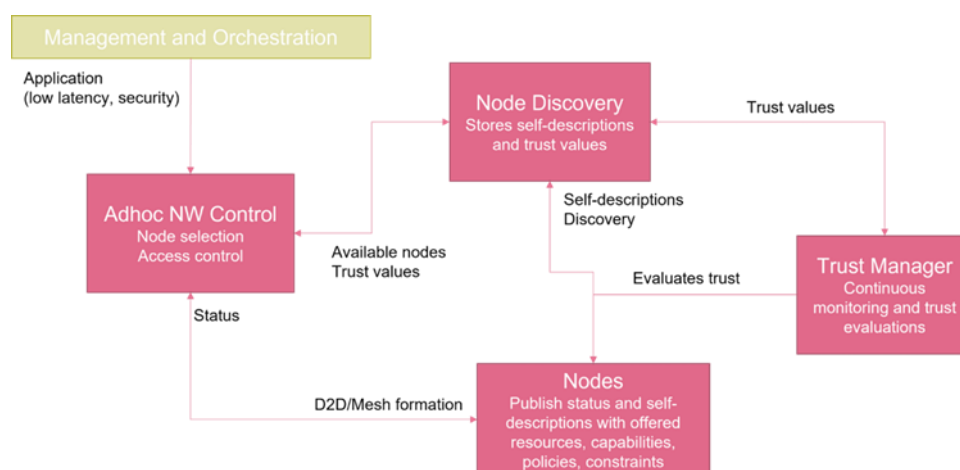 Management and Orchestration
Application
(low latency, security)
Node Discovery
Stores self-descriptions
and trust values
Trust values
Adhoc NW Control
Node selection
Access control
Self-descriptions
Discovery
Available nodes
Trust values
Trust Manager
Continuous
monitoring and trust
evaluations
Evaluates trust
Status
D2D/Mesh formation
Nodes
Publish status and self-
descriptions with offered
resources, capabilities,
policies, constraints